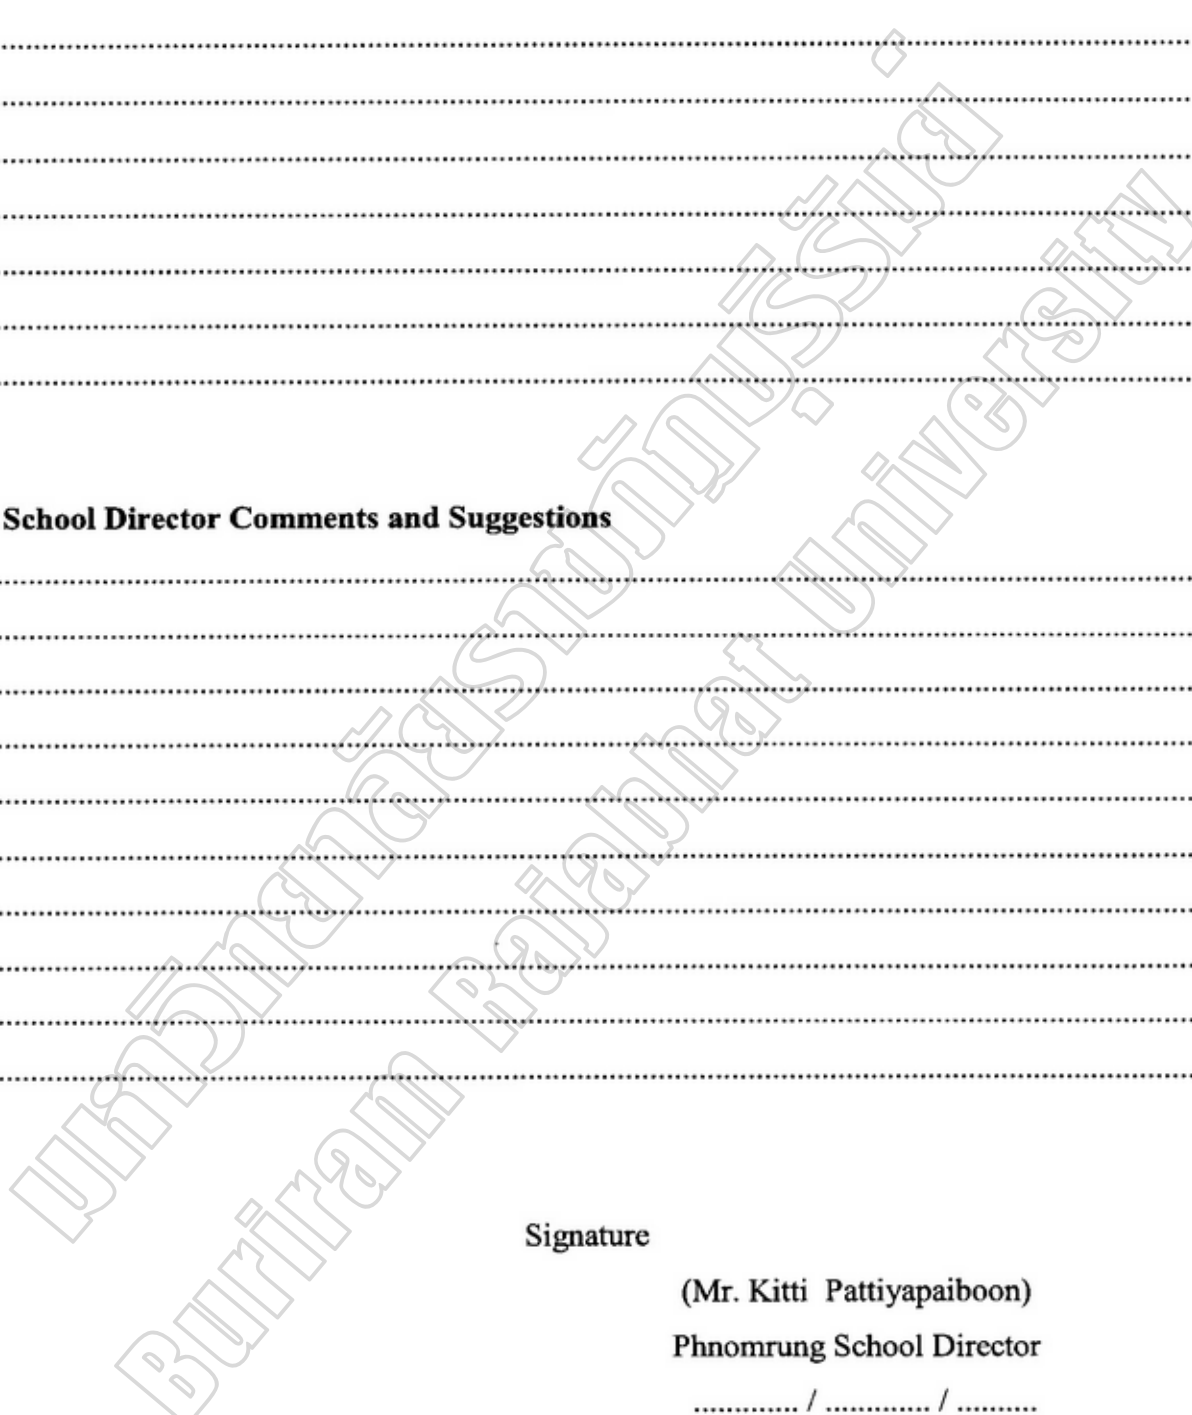 School Director Comments and Suggestions
Signature
(Mr. Kitti Pattiyapaiboon)
Phnomrung School Director
............. / ............. / ..........
มหาวิทยาลัยราชภัฏบุรีรัมย์
Buriram Rajabhat University